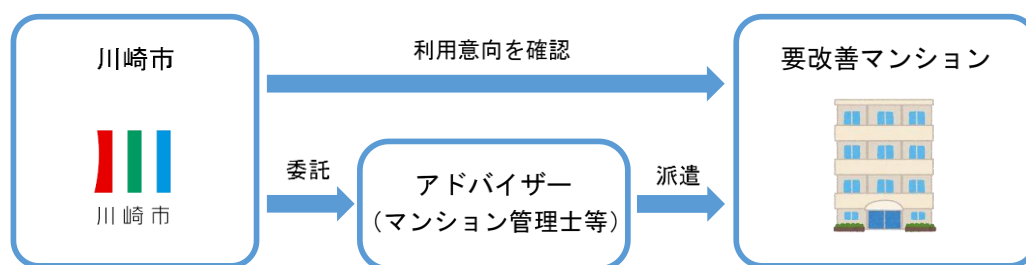 川崎市
利用意向を確認
要改善マンション
川崎市
委託
アドバイザー
（マンション管理士等）
派遣